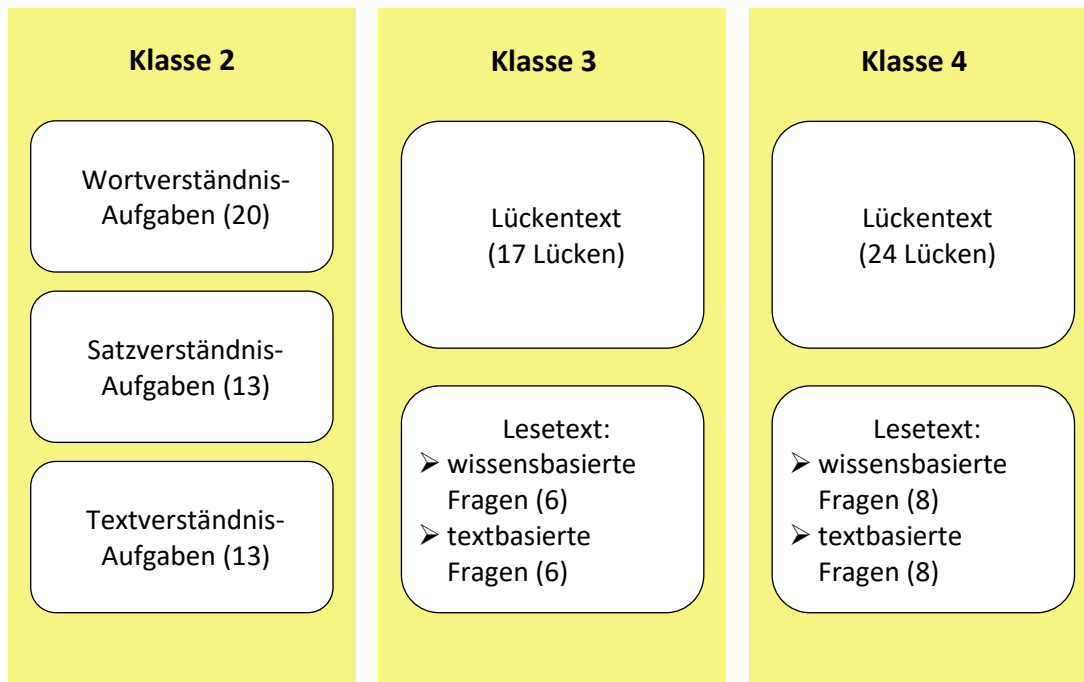 Klasse 2
Wortverständnis-
Aufgaben (20)
Satzverständnis-
Aufgaben (13)
Textverständnis-
Aufgaben (13)
Klasse 3
Lückentext
(17 Lücken)
Lesetext:
➢ wissensbasierte
Fragen (6)
➢ textbasierte
Fragen (6)
Klasse 4
Lückentext
(24 Lücken)
Lesetext:
➢ wissensbasierte
Fragen (8)
➢ textbasierte
Fragen (8)